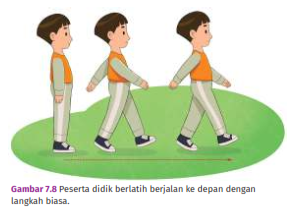 Gambar 7.8 Peserta didik berlatih berjalan ke depan dengan
langkah biasa.